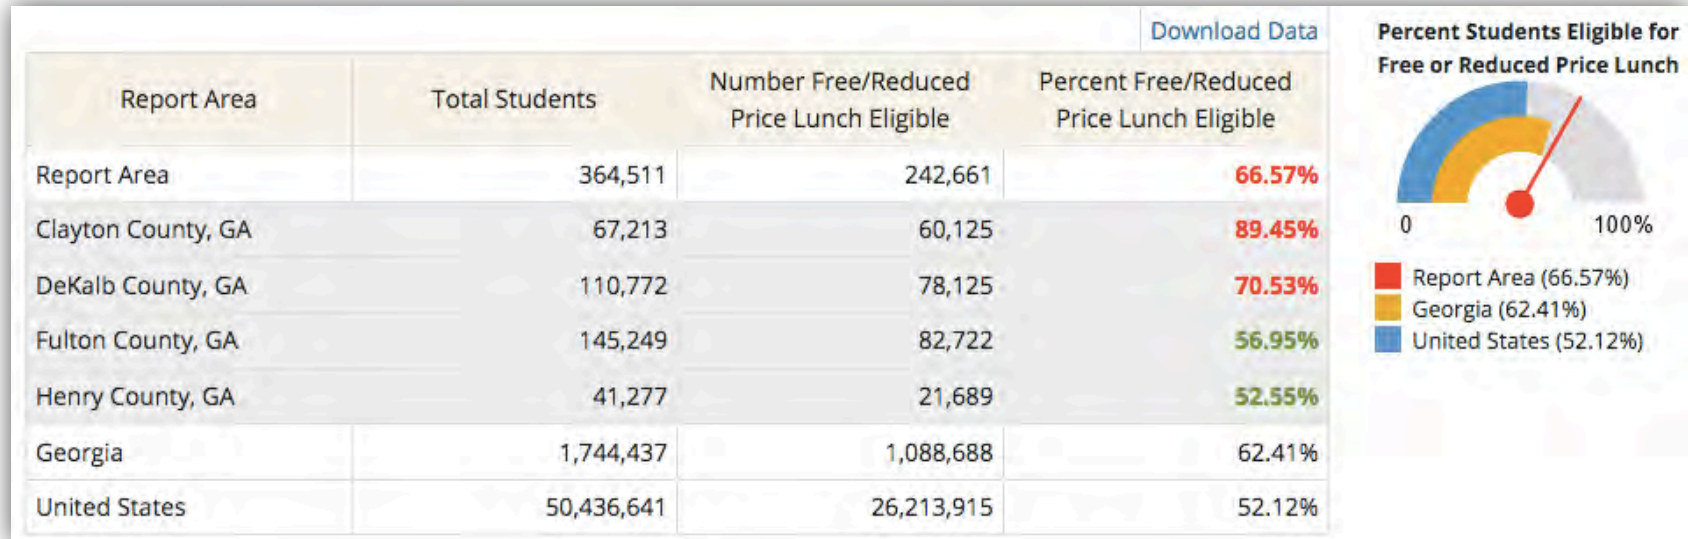 Download Data
Report Area Total Students Number Free/Reduced Price Lunch Eligible Percent Free/Reduced Price Lunch Eligible
Report Area 364,511 242,661 66.57%
Clayton County, GA 67,213 60,125 89.45%
DeKalb County, GA 110,772 78,125 70.53%
Fulton County, GA 145,249 82,722 56.95%
Henry County, GA 41,277 21,689 52.55%
Georgia 1,744,437 1,088,688 62.41%
United States 50,436,641 26,213,915 52.12%
Percent Students Eligible for
Free or Reduced Price Lunch
0 100%
Report Area (66.57%)
Georgia (62.41%)
United States (52.12%)